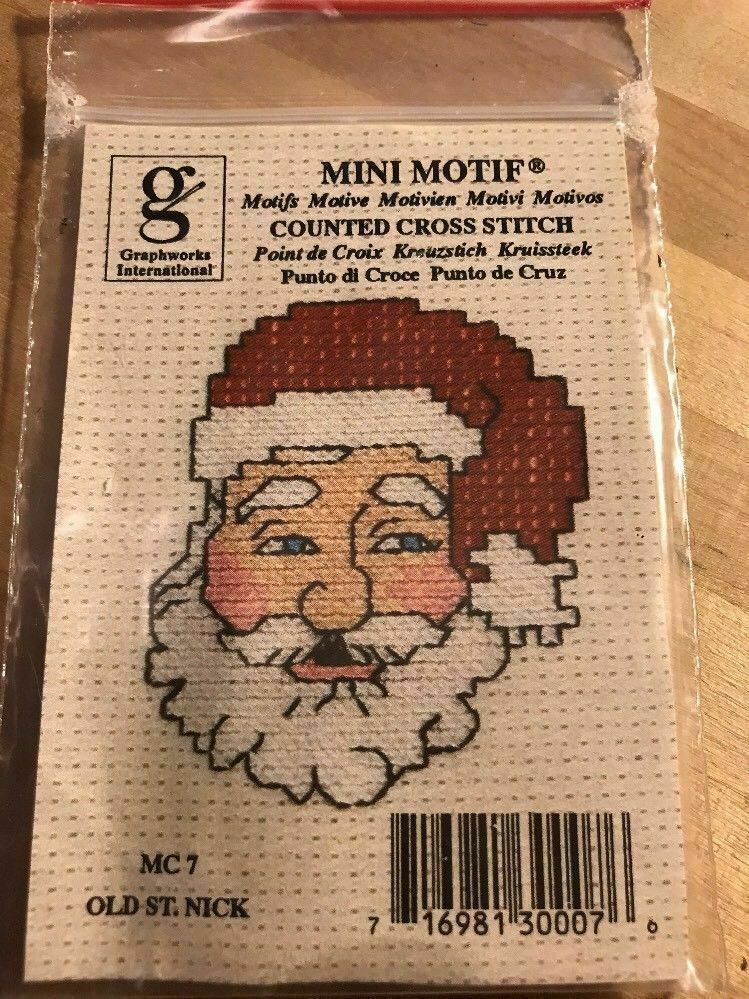 g
Graphworks
International
MINI MOTIF®
Motifs Motive Motivien Motivi Motivos
COUNTED CROSS STITCH
Point de Croix Kreuzstich Kruissteek
Punto di Croce Punto de Cruz
MC 7
OLD ST. NICK
7 16981 30007 6